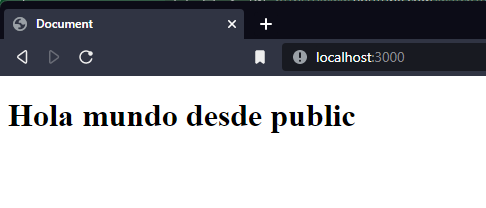 Document
localhost:3000
Hola mundo desde public